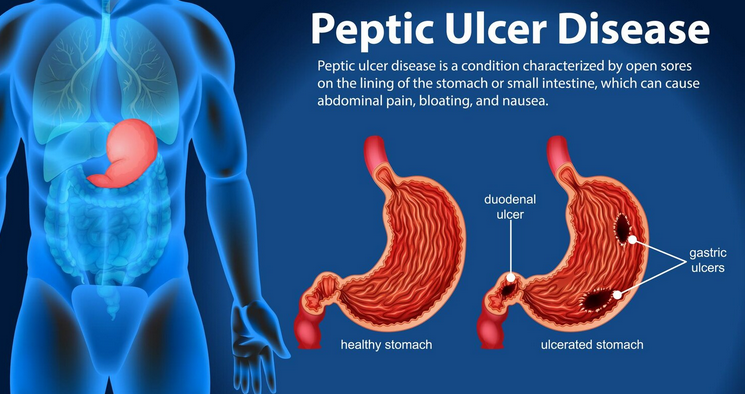 Peptic Ulcer Disease
Peptic ulcer disease is a condition characterized by open sores
on the lining of the stomach or small intestine, which can cause
abdominal pain, bloating, and nausea.
duodenal
ulcer
gastric
ulcers
healthy stomach
ulcerated stomach